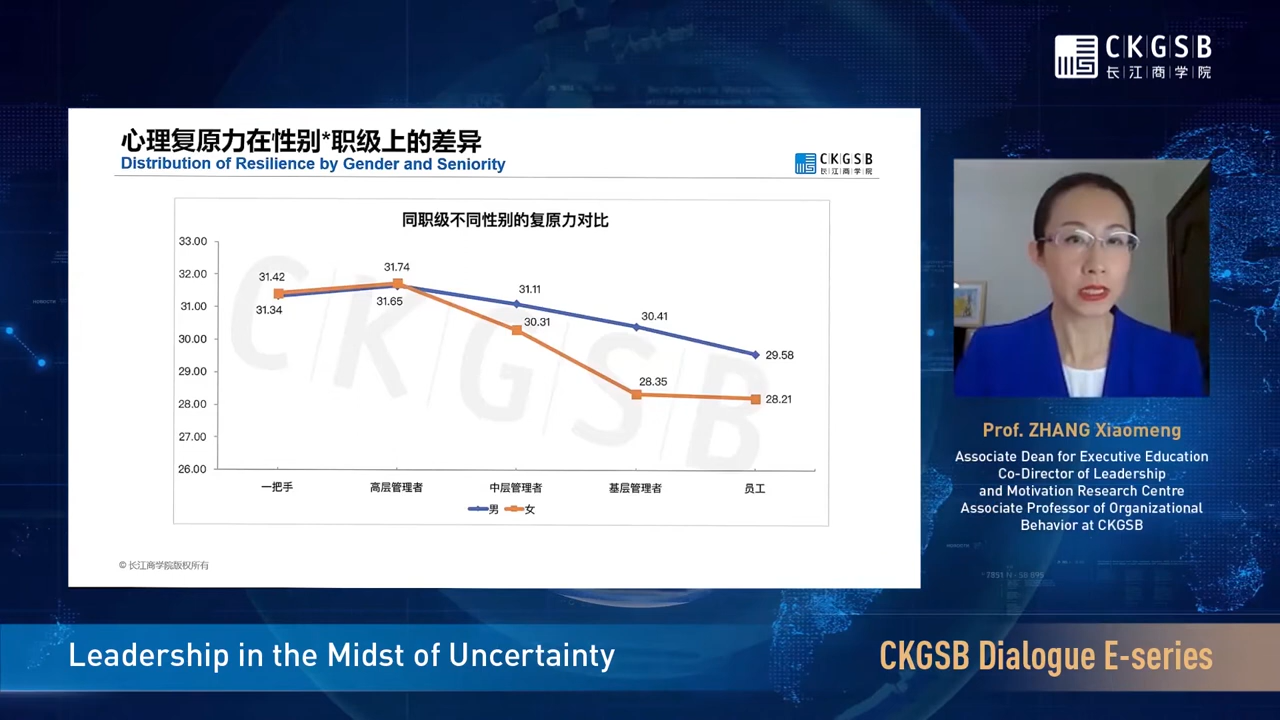 CKGSB
长江商学院
心理复原力在性别*职级上的差异
Distribution of Resilience by Gender and Seniority
CKGSB
长江商学院
同职级不同性别的复原力对比
33.00
32.00
31.00
30.00
29.00
28.00
27.00
26.00
31.42
31.34
31.74
31.65
31.11
30.31
30.41
28.35
29.58
28.21
CKGSB
一把手 高层管理者 中层管理者 基层管理者 员工
男 女
© 长江商学院版权所有
Prof. ZHANG Xiaomeng
Associate Dean for Executive Education
Co-Director of Leadership
and Motivation Research Centre
Associate Professor of Organizational
Behavior at CKGSB
7851 N - SB 895
Leadership in the Midst of Uncertainty
CKGSB Dialogue E-series